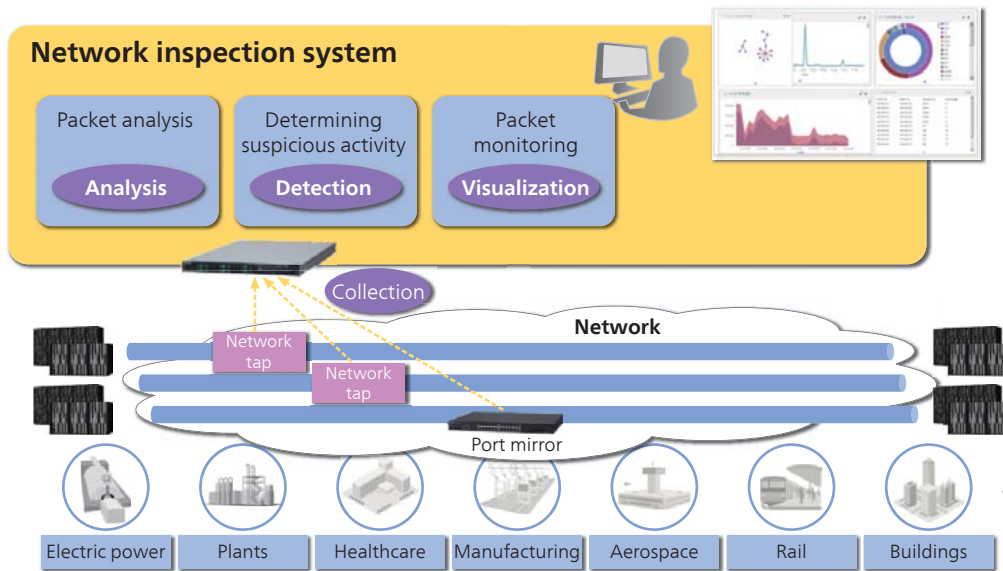 Network inspection system
Packet analysis
Analysis
Determining
suspicious activity
Detection
Packet
monitoring
Visualization
Collection
Network
Network
tap
Network
tap
Port mirror
Electric power
Plants
Healthcare
Manufacturing
Aerospace
Rail
Buildings